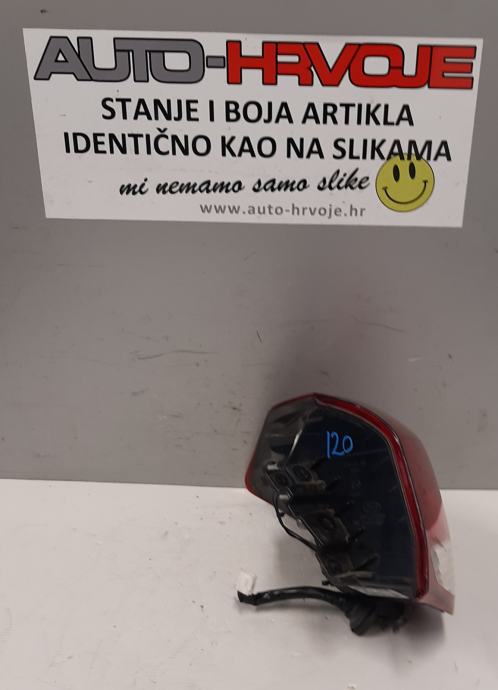 AUTO-HRVOJE
STANJE I BOJA ARTIKLA
IDENTIČNO KAO NA SLIKAMA
mi nemamo samo slike
www.auto-hrvoje.hr
120